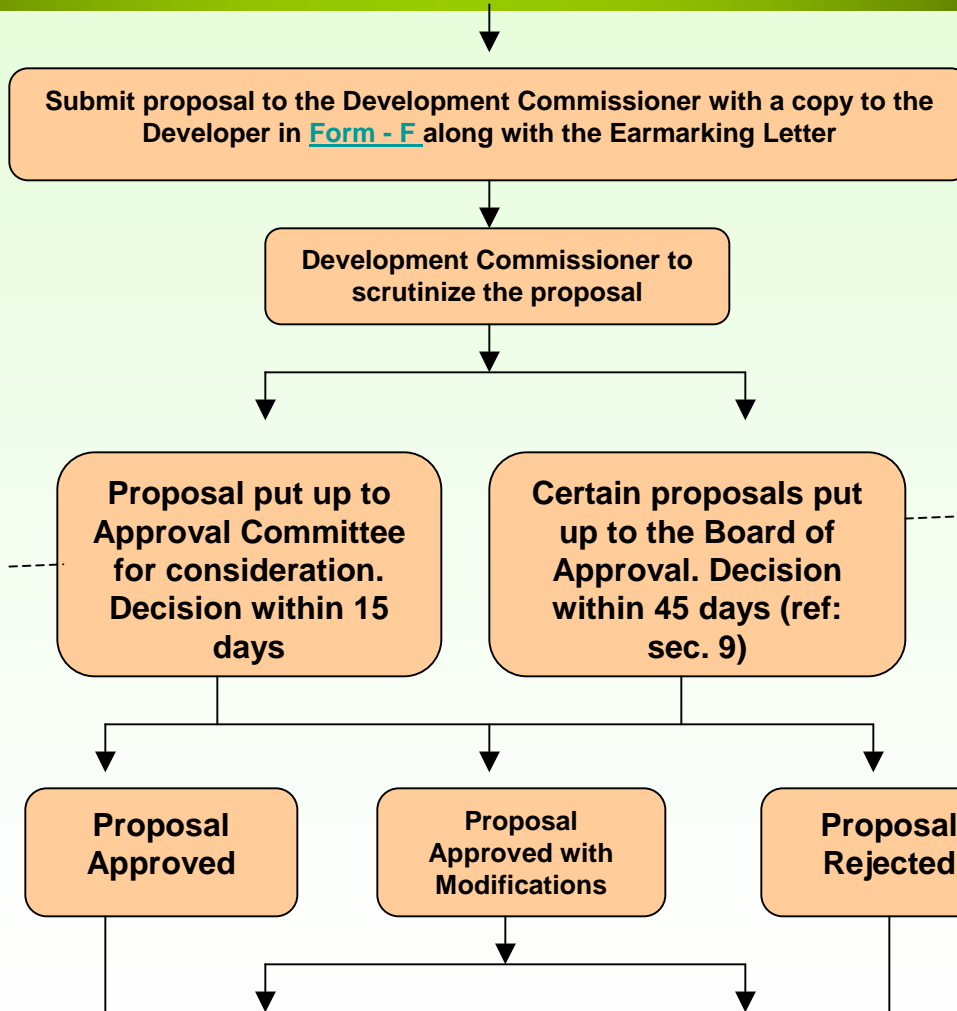 Submit proposal to the Development Commissioner with a copy to the
Developer in Form - F along with the Earmarking Letter
Development Commissioner to
scrutinize the proposal
Proposal put up to
Approval Committee
for consideration.
Decision within 15
days
Certain proposals put
up to the Board of
Approval. Decision
within 45 days (ref:
sec. 9)
Proposal
Approved
Proposal
Approved with
Modifications
Proposal
Rejected